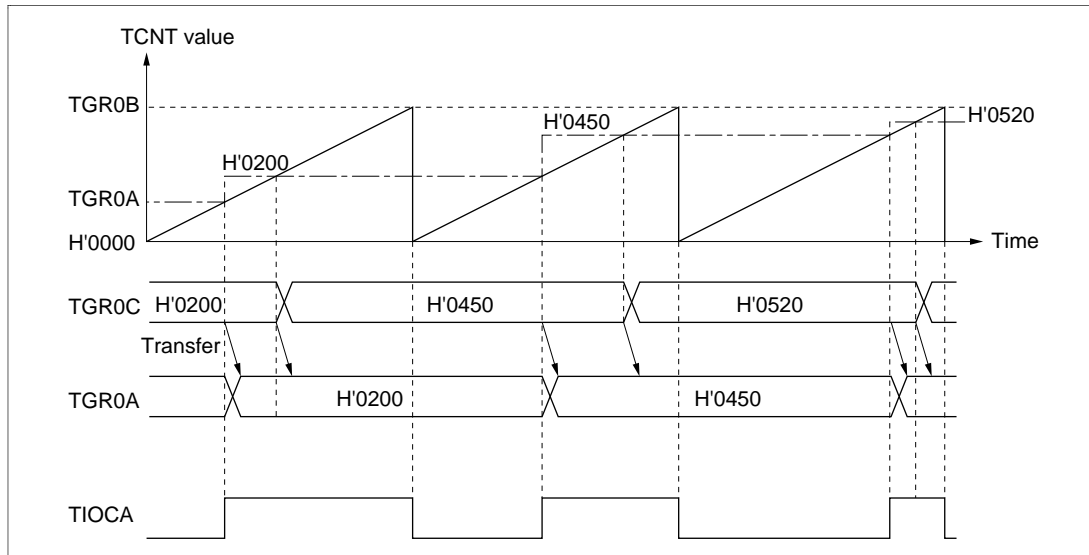 TCNT value
TGR0B
H'0520
H'0450
H'0200
TGR0A
H'0000
Time
TGR0C
H'0200
H'0450
H'0520
Transfer
TGR0A
H'0200
H'0450
TIOCA